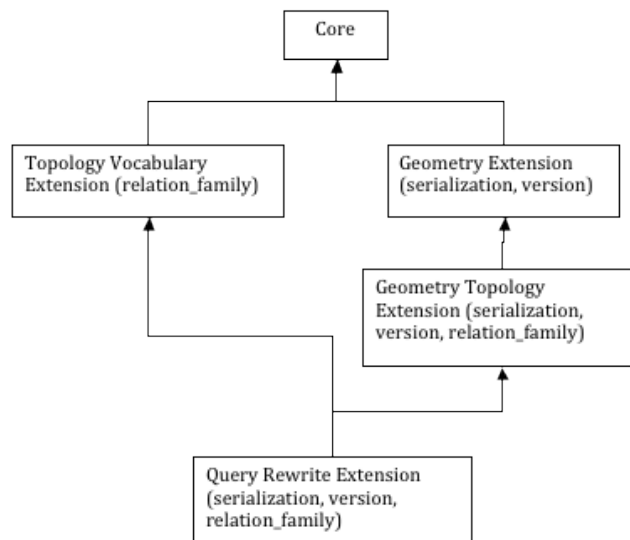 Core
Topology Vocabulary
Extension (relation_family)
Geometry Extension
(serialization, version)
Geometry Topology
Extension (serialization,
version, relation_family)
Query Rewrite Extension
(serialization, version,
relation_family)